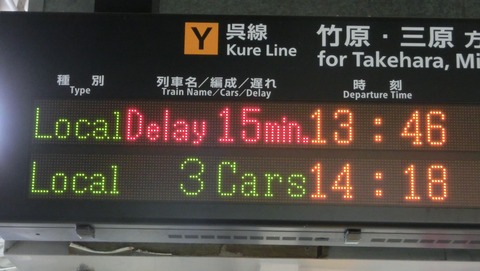 Y 呉線 竹原・三原 方
Kure Line for Takehara, Mi
種 別 列車名／編成／遅れ 時 刻
Type Train Name／Cars／Delay Departure Time
Local Delay 15min. 13:46
Local 3 Cars 14:18